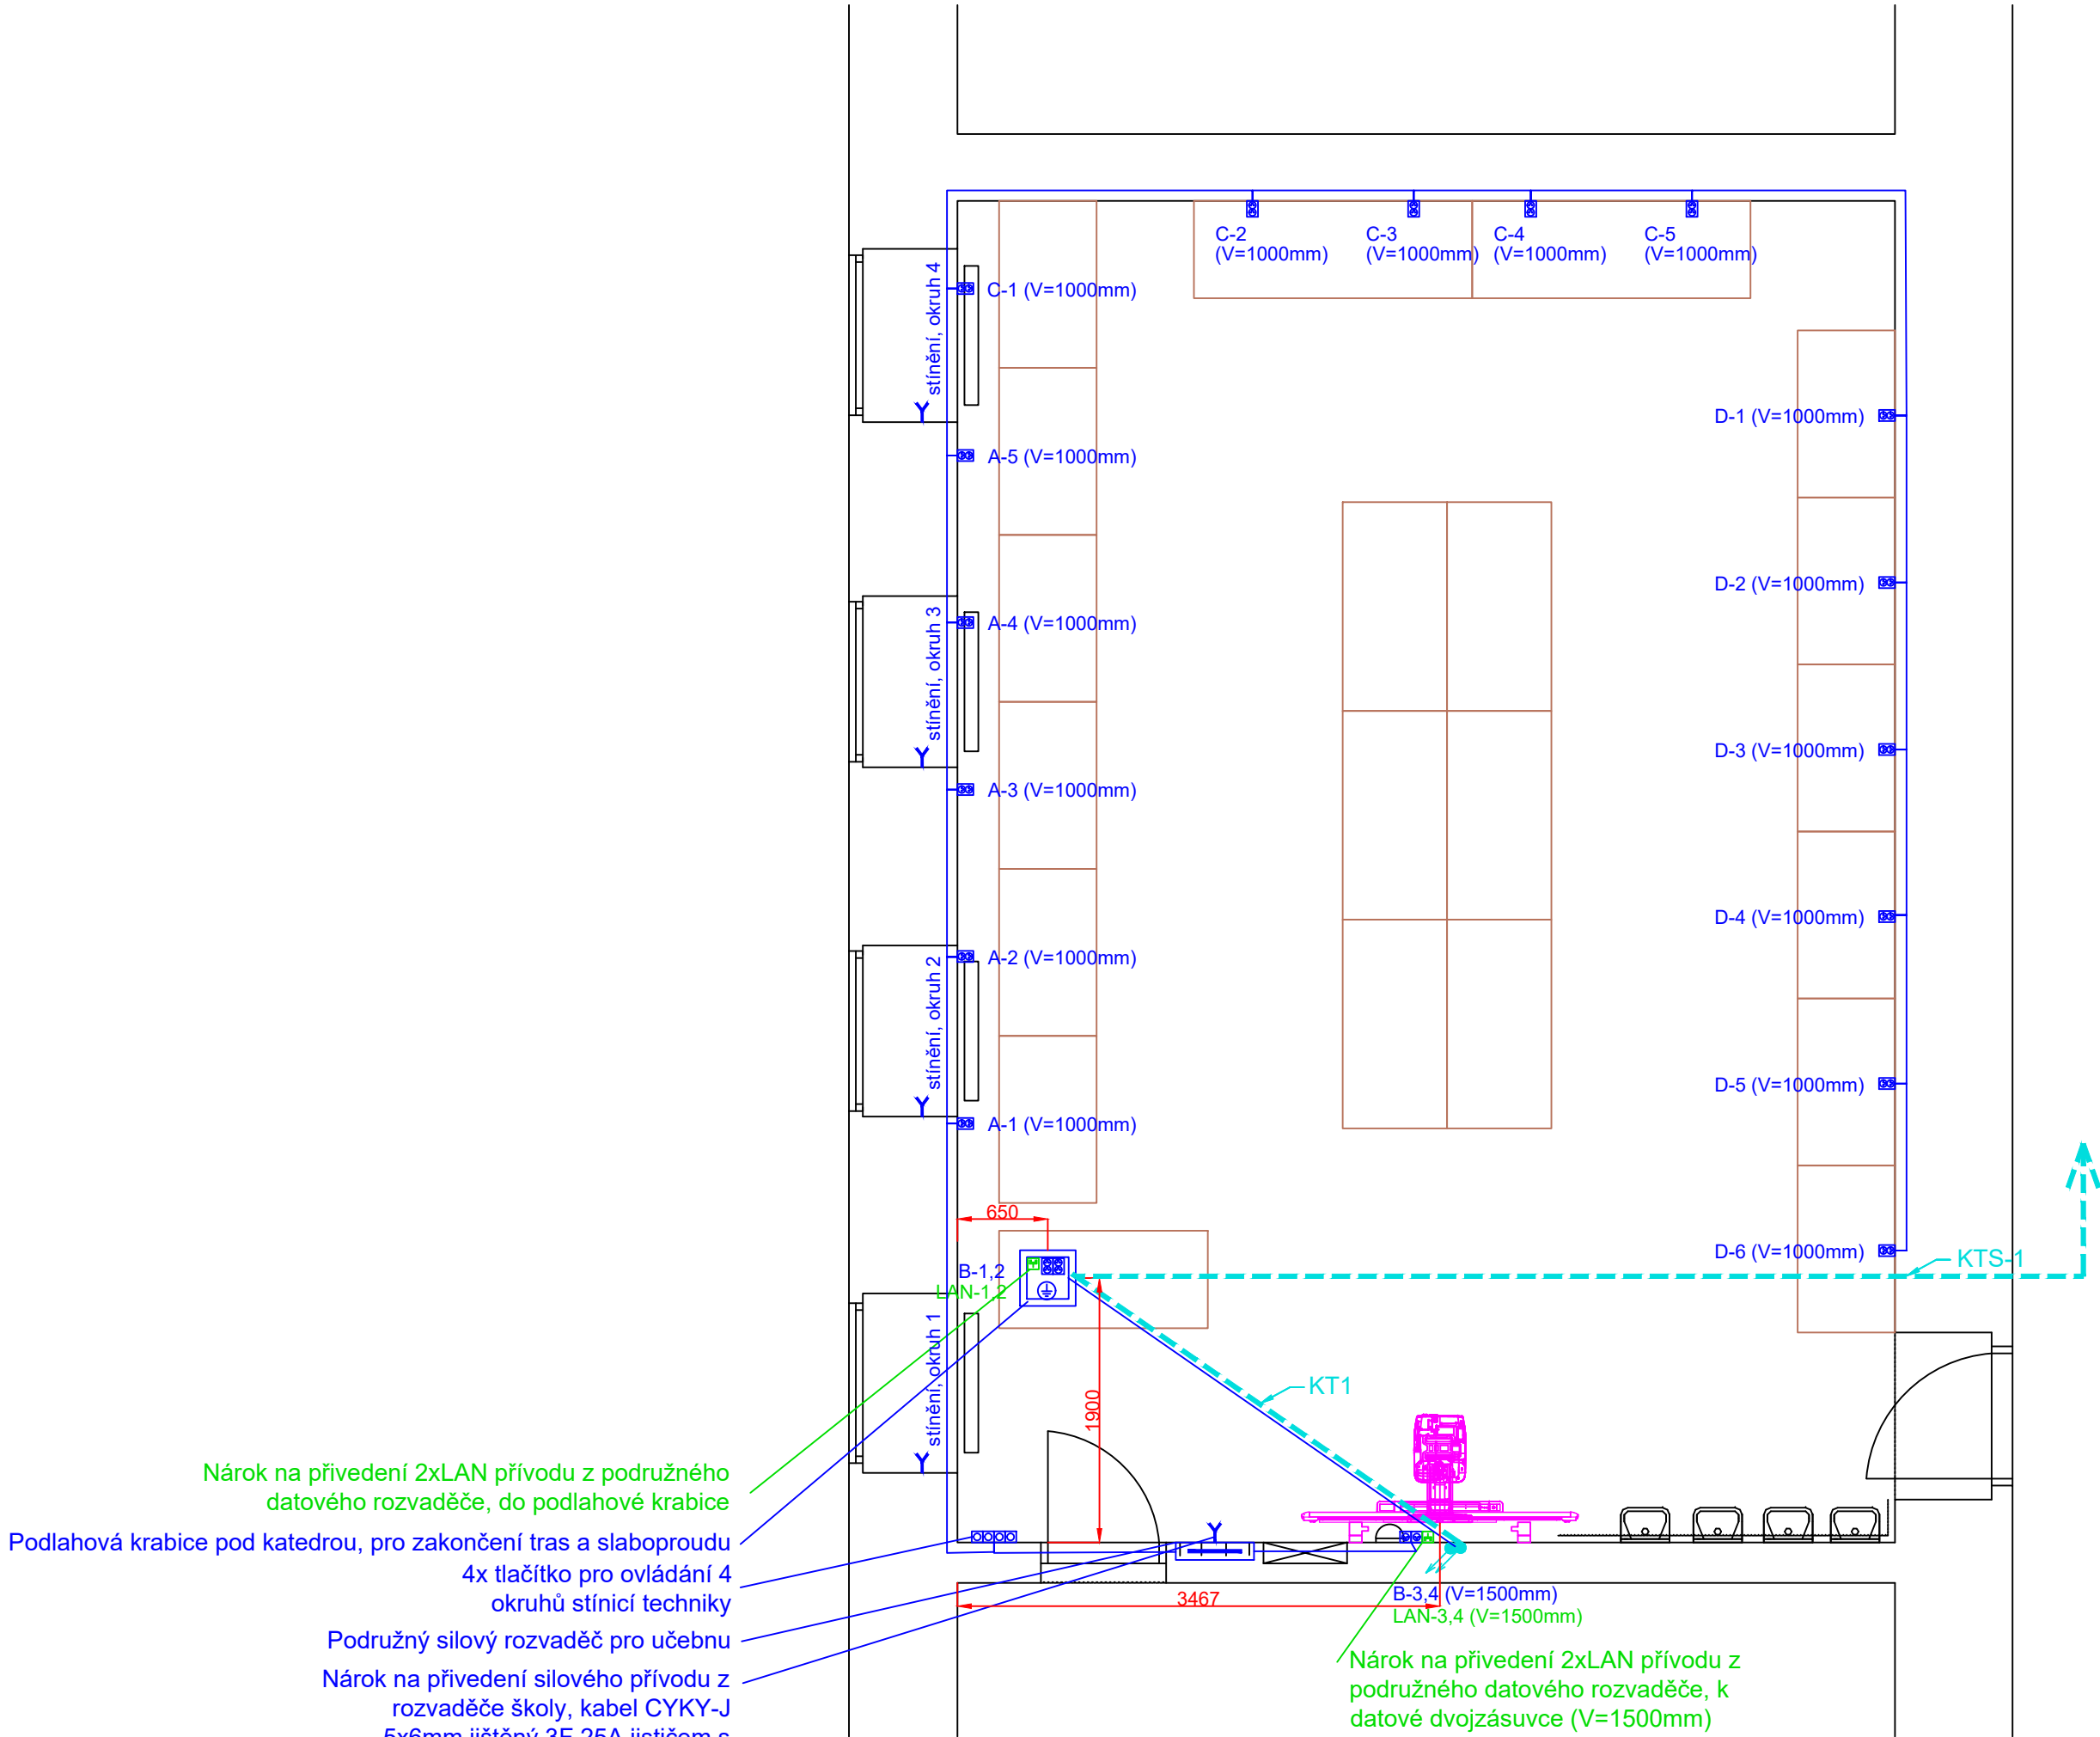 C-2
(V=1000mm)
C-3
(V=1000mm)
C-4
(V=1000mm)
C-5
(V=1000mm)
stínění, okruh 4
C-1 (V=1000mm)
Y
A-5 (V=1000mm)
D-1 (V=1000mm)
D-2 (V=1000mm)
stínění, okruh 3
A-4 (V=1000mm)
Y
D-3 (V=1000mm)
A-3 (V=1000mm)
D-4 (V=1000mm)
stínění, okruh 2
A-2 (V=1000mm)
Y
D-5 (V=1000mm)
A-1 (V=1000mm)
650
D-6 (V=1000mm)
KTS-1
B-1,2
LAN-1,2
stínění, okruh 1
Y
KT1
1900
Nárok na přivedení 2xLAN přívodu z podružného
datového rozvaděče, do podlahové krabice
Podlahová krabice pod katedrou, pro zakončení tras a slaboproudu
4x tlačítko pro ovládání 4
okruhů stínicí techniky
Podružný silový rozvaděč pro učebnu
Nárok na přivedení silového přívodu z
rozvaděče školy, kabel CYKY-J
5x6mm jištěný 3F 25A jističem s
Y
3467
B-3,4 (V=1500mm)
LAN-3,4 (V=1500mm)
Nárok na přivedení 2xLAN přívodu z
podružného datového rozvaděče, k
datové dvojzásuvce (V=1500mm)